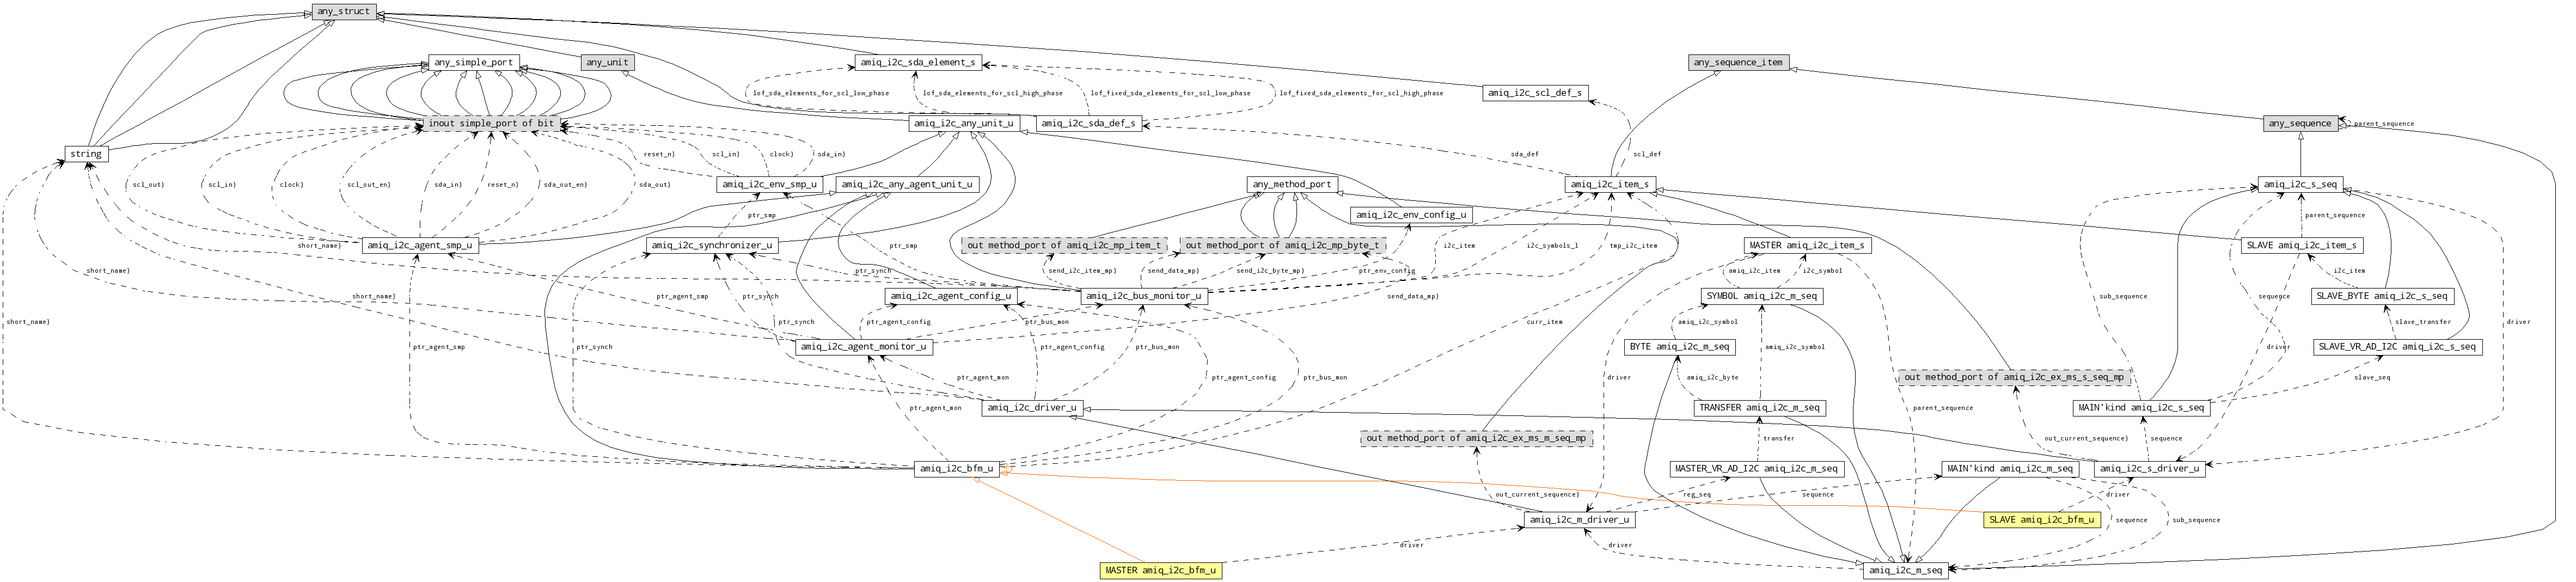 any_struct
any_simple_port
any_unit
amiq_i2c_sda_element_s
any_sequence_item
lof_sda_elements_for_scl_low_phase
lof_sda_elements_for_scl_high_phase
lof_fixed_sda_elements_for_scl_low_phase
lof_fixed_sda_elements_for_scl_high_phase
amiq_i2c_scl_def_s
inout simple_port of bit
amiq_i2c_any_unit_u
amiq_i2c_sda_def_s
any_sequence
parent_sequence
string
reset_n)
scl_in)
clock)
sda_in)
sda_def
scl_def
scl_out)
scl_in)
clock)
scl_out_en)
sda_in)
reset_n)
sda_out_en)
sda_out)
amiq_i2c_env_smp_u
amiq_i2c_any_agent_unit_u
any_method_port
amiq_i2c_item_s
amiq_i2c_s_seq
ptr_smp
amiq_i2c_env_config_u
parent_sequence
amiq_i2c_agent_smp_u
short_name)
amiq_i2c_synchronizer_u
ptr_smp
out method_port of amiq_i2c_mp_item_t
out method_port of amiq_i2c_mp_byte_t
i2c_item
i2c_symbols_l
tmp_i2c_item
MASTER amiq_i2c_item_s
SLAVE amiq_i2c_item_s
short_name)
ptr_synch
send_i2c_item_mp)
send_data_mp)
send_i2c_byte_mp)
ptr_env_config
amiq_i2c_item
i2c_symbol
sub_sequence
i2c_item
short_name)
ptr_agent_smp
ptr_synch
amiq_i2c_agent_config_u
amiq_i2c_bus_monitor_u
send_data_mp)
SYMBOL amiq_i2c_m_seq
sequence
SLAVE_BYTE amiq_i2c_s_seq
short_name)
ptr_synch
ptr_agent_config
ptr_bus_mon
curr_item
amiq_i2c_symbol
slave_transfer
driver
ptr_agent_smp
ptr_synch
amiq_i2c_agent_monitor_u
ptr_agent_config
ptr_bus_mon
BYTE amiq_i2c_m_seq
amiq_i2c_symbol
driver
SLAVE_VR_AD_I2C amiq_i2c_s_seq
ptr_agent_mon
ptr_agent_config
ptr_bus_mon
driver
amiq_i2c_byte
out method_port of amiq_i2c_ex_ms_s_seq_mp
slave_seq
ptr_agent_mon
amiq_i2c_driver_u
TRANSFER amiq_i2c_m_seq
parent_sequence
MAIN'kind amiq_i2c_s_seq
out method_port of amiq_i2c_ex_ms_m_seq_mp
transfer
out_current_sequence)
sequence
amiq_i2c_bfm_u
MASTER_VR_AD_I2C amiq_i2c_m_seq
MAIN'kind amiq_i2c_m_seq
amiq_i2c_s_driver_u
out_current_sequence)
reg_seq
sequence
driver
amiq_i2c_m_driver_u
sequence
sub_sequence
SLAVE amiq_i2c_bfm_u
driver
driver
MASTER amiq_i2c_bfm_u
amiq_i2c_m_seq